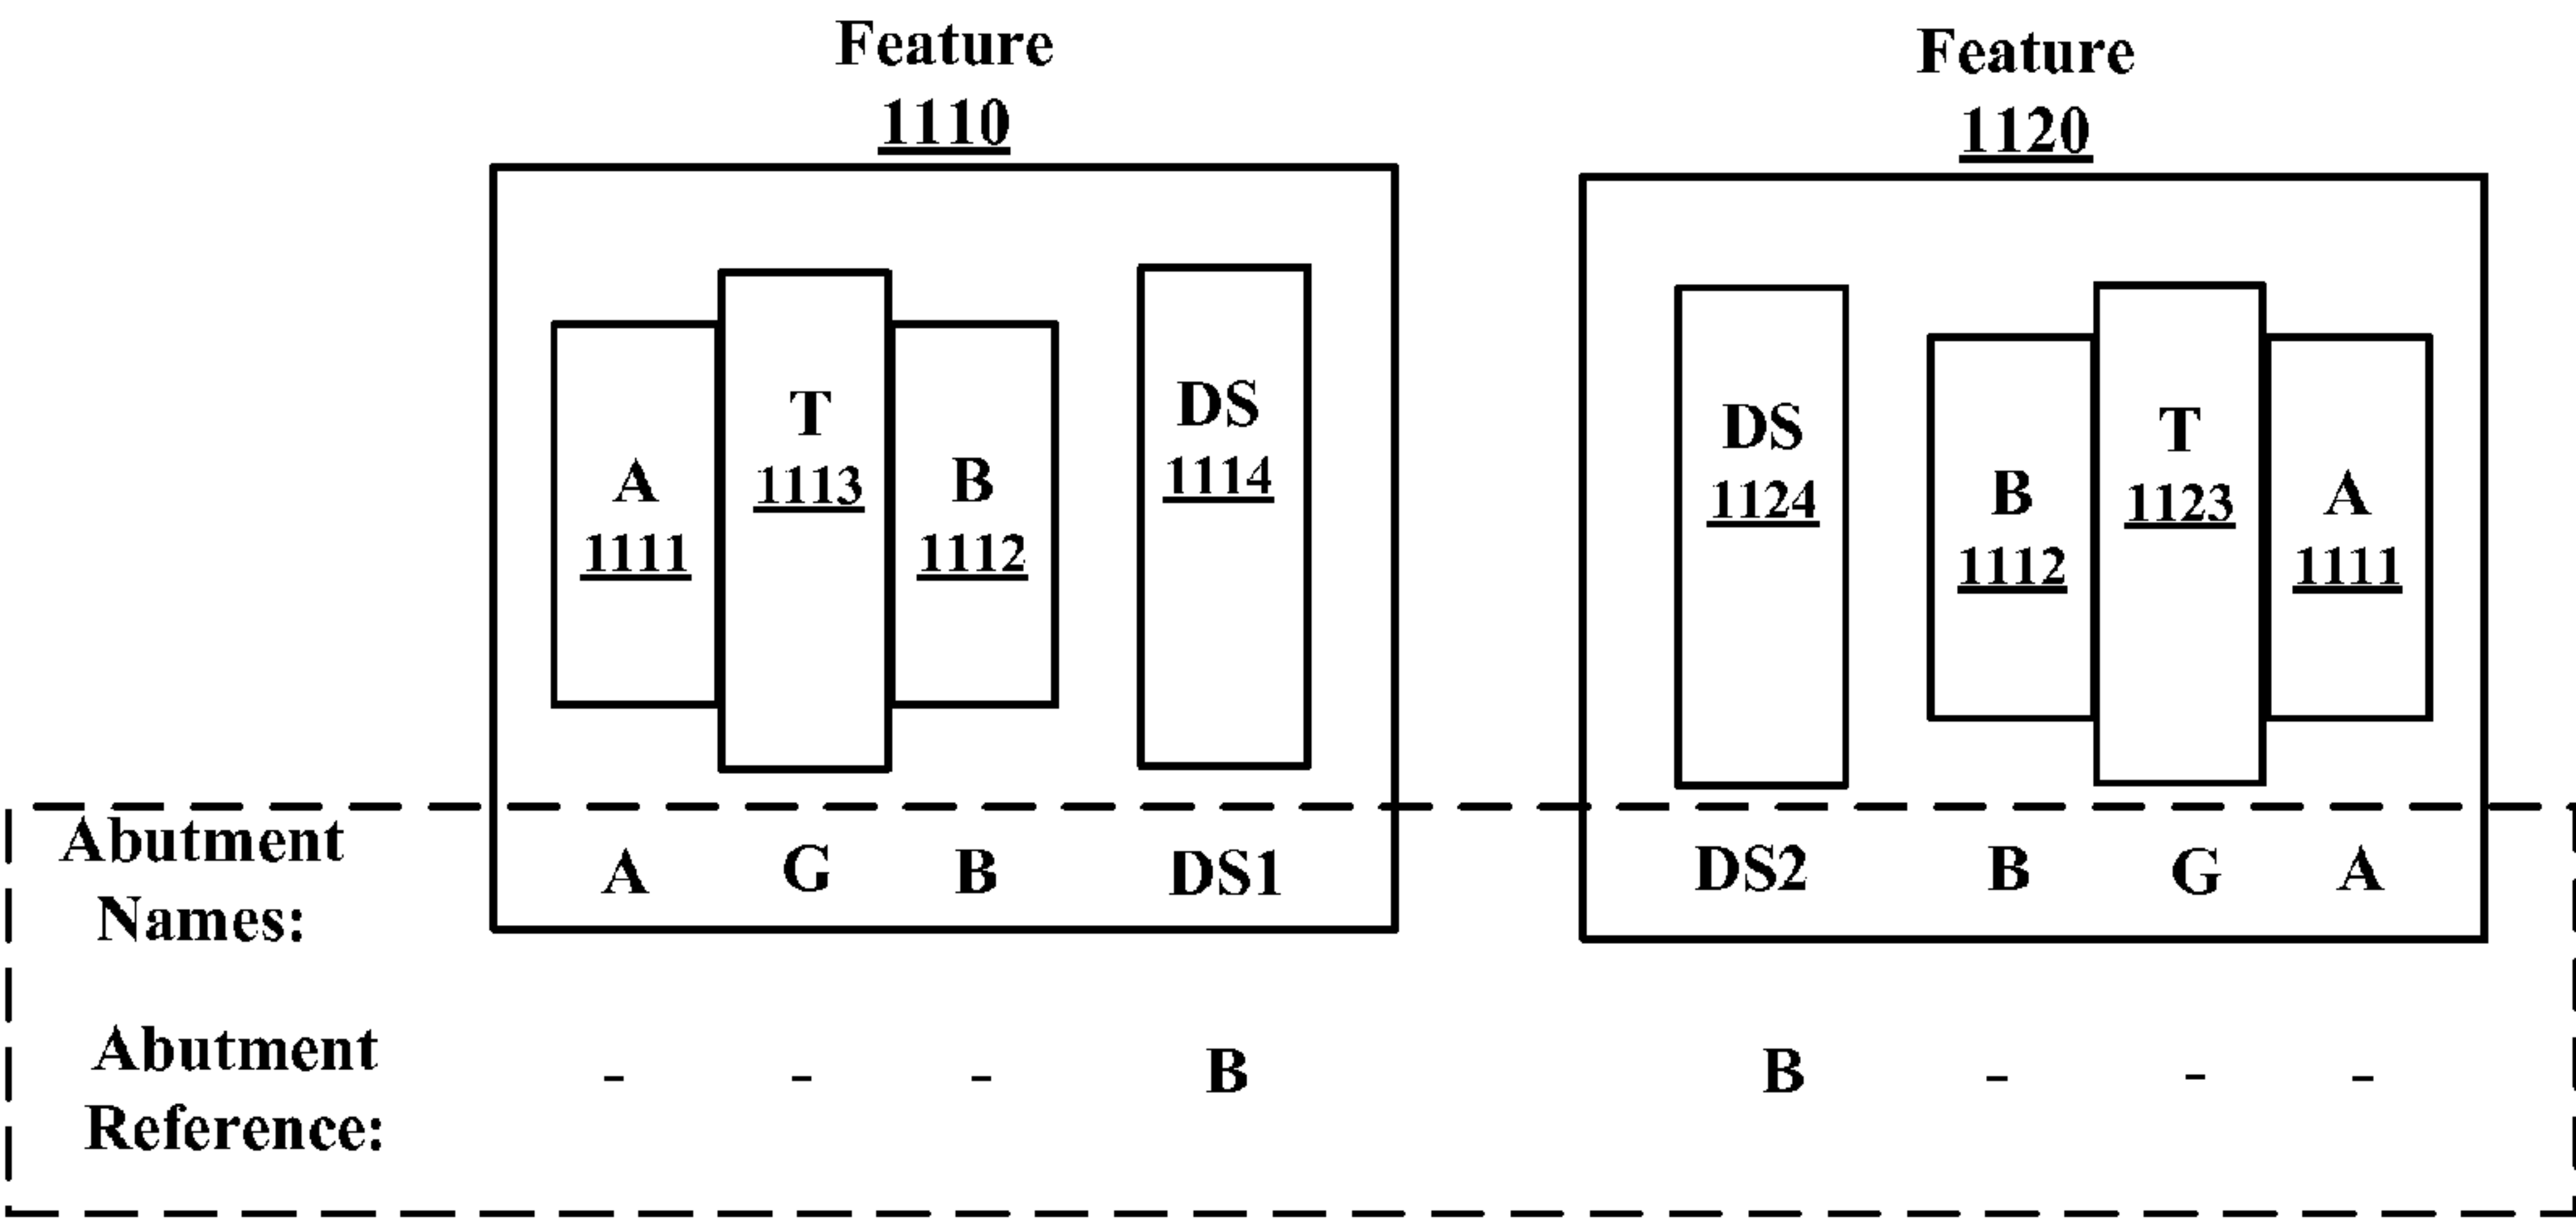 Feature
1110
Feature
1120
A
1111
T
1113
B
1112
DS
1114
DS
1124
B
1112
T
1123
A
1111
Abutment
Names:
A G B DS1 DS2 B G A
Abutment
Reference:
- - - B B - - -